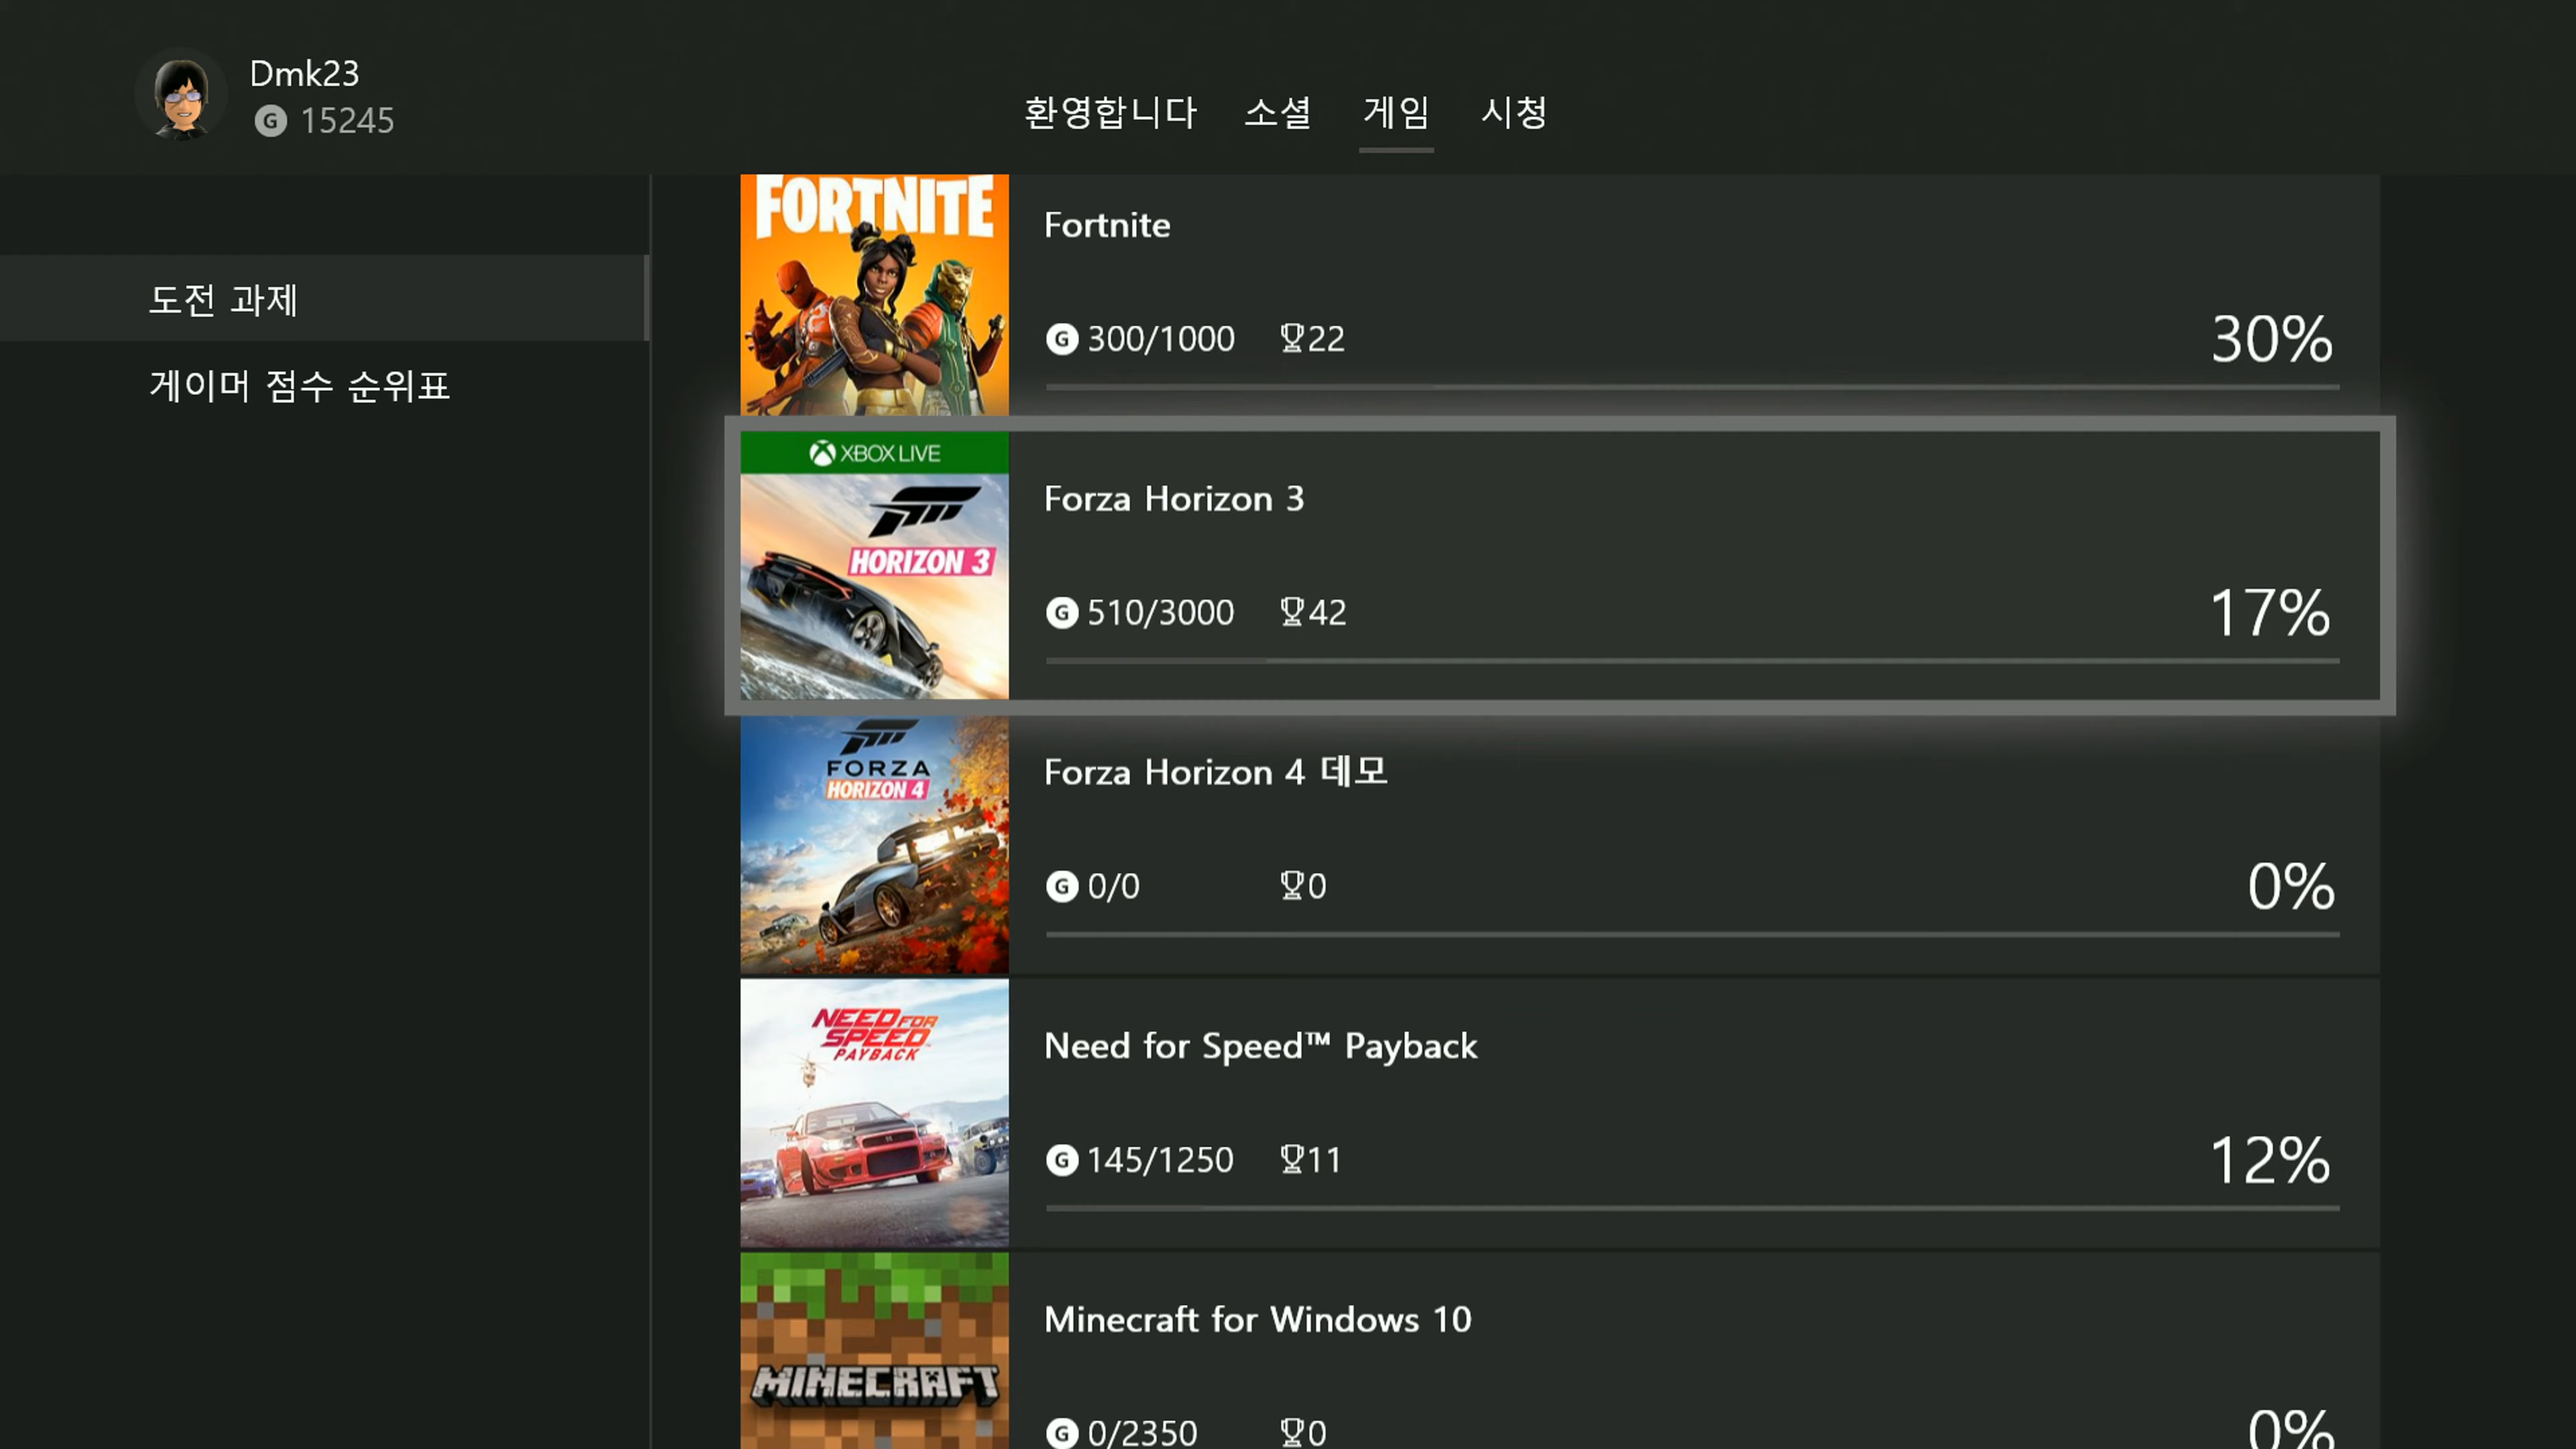 Dmk23
G 15245
환영합니다 소셜 게임 시청
도전 과제
게이머 점수 순위표
FORTNITE
Fortnite
G 300/1000 22
30%
XBOX LIVE
HORIZON 3
Forza Horizon 3
G 510/3000 42
17%
FORZA
HORIZON 4
Forza Horizon 4 데모
G 0/0 0
0%
NEED FOR
SPEED
PAYBACK
Need for Speed™ Payback
G 145/1250 11
12%
MINECRAFT
Minecraft for Windows 10
G 0/2350 0
0%